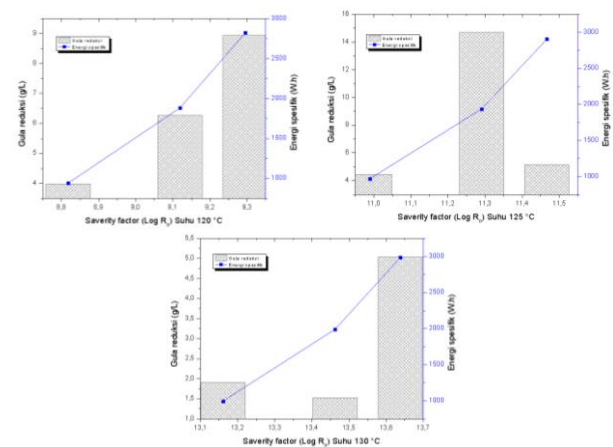 9
8
7
6
5
4
3000
2500
2000
1500
1000
Gula reduksi (g/L)
Energi spesifik (W.h)
Gula reduksi
Energi spesifik
8,8 8,9 9,0 9,1 9,2 9,3
Saverity factor (Log R0) Suhu 120 °C
16
14
12
10
8
6
4
3000
2500
2000
1500
1000
Gula reduksi (g/L)
Energi spesifik (W.h)
Gula reduksi
Energi spesifik
11,0 11,1 11,2 11,3 11,4 11,5
Saverity factor (Log R0) Suhu 125 °C
5,5
5,0
4,5
4,0
3,5
3,0
2,5
2,0
1,5
1,0
3000
2500
2000
1500
1000
Gula reduksi (g/L)
Energi spesifik (W.h)
Gula reduksi
Energi spesifik
13,1 13,2 13,3 13,4 13,5 13,6 13,7
Saverity factor (Log R0) Suhu 130 °C